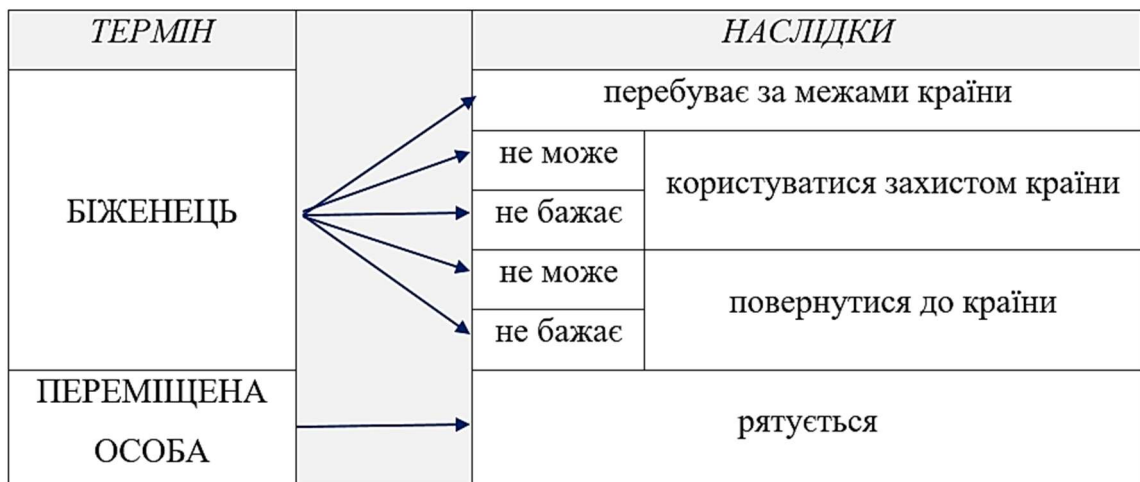 ТЕРМІН
НАСЛІДКИ
БІЖЕНЕЦЬ
перебуває за межами країни
не може
не бажає
користуватися захистом країни
не може
не бажає
повернутися до країни
ПЕРЕМІЩЕНА
ОСОБА
рятується